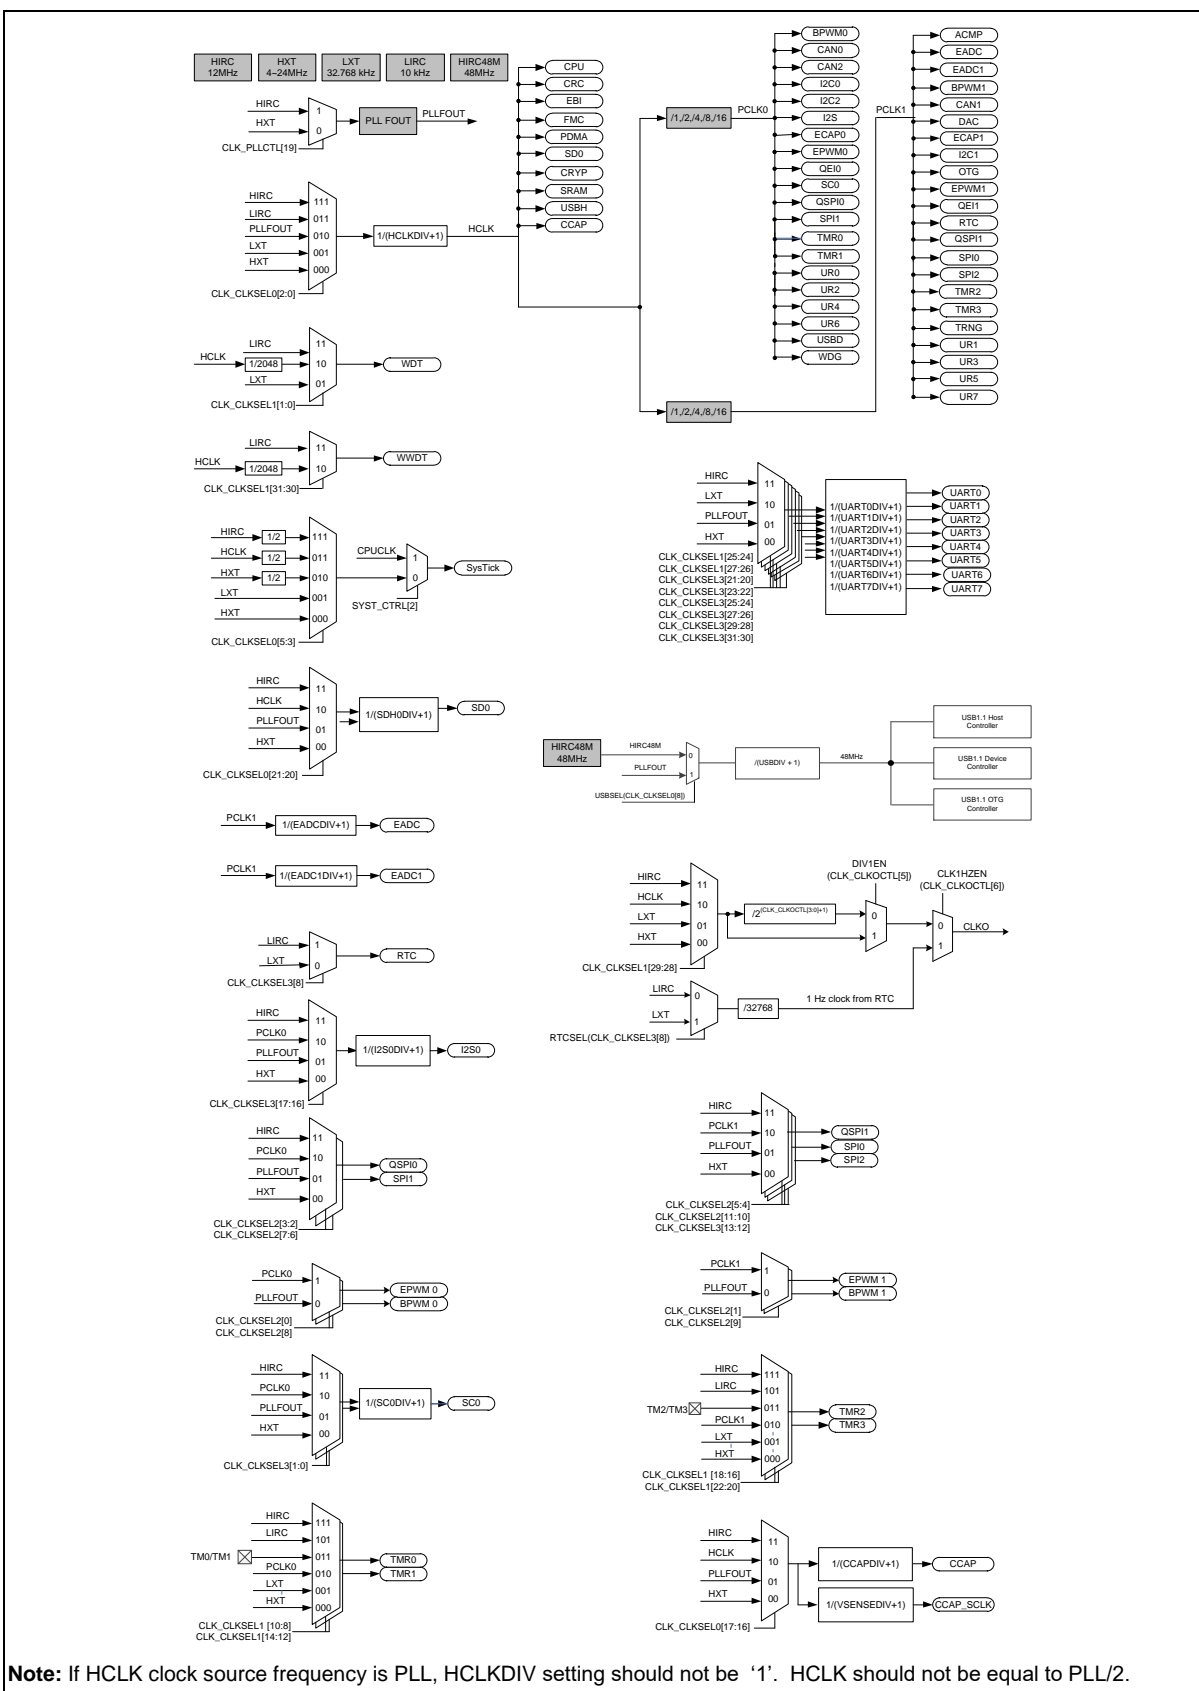 HIRC
12MHz
HXT
4~24MHz
LXT
32.768 kHz
LIRC
10 kHz
HIRC48M
48MHz
HIRC
HXT
1
0
PLL FOUT
PLLFOUT
CLK_PLLCTL[19]
HIRC
LIRC
PLLFOUT
LXT
HXT
111
011
010
001
000
1/(HCLKDIV+1)
HCLK
CLK_CLKSEL0[2:0]
CPU
CRC
EBI
FMC
PDMA
SD0
CRYP
SRAM
USBH
CCAP
/1,/2,/4,/8,/16
PCLK0
BPWM0
CAN0
CAN2
I2C0
I2C2
I2S
ECAP0
EPWM0
QEI0
SC0
QSPI0
SPI1
TMR0
TMR1
UR0
UR2
UR4
UR6
USBD
WDG
/1,/2,/4,/8,/16
PCLK1
ACMP
EADC
EADC1
BPWM1
CAN1
DAC
ECAP1
I2C1
OTG
EPWM1
QEI1
RTC
QSPI1
SPI0
SPI2
TMR2
TMR3
TRNG
UR1
UR3
UR5
UR7
LIRC
HCLK
1/2048
LXT
11
10
01
WDT
CLK_CLKSEL1[1:0]
LIRC
HCLK
1/2048
11
10
WWDT
CLK_CLKSEL1[31:30]
HIRC
1/2
HCLK
1/2
HXT
1/2
LXT
HXT
111
011
010
001
000
CPUCLK
1
0
SysTick
SYST_CTRL[2]
CLK_CLKSEL0[5:3]
HIRC
LXT
PLLFOUT
HXT
11
10
01
00
CLK_CLKSEL1[25:24]
CLK_CLKSEL1[27:26]
CLK_CLKSEL3[21:20]
CLK_CLKSEL3[23:22]
CLK_CLKSEL3[25:24]
CLK_CLKSEL3[27:26]
CLK_CLKSEL3[29:28]
CLK_CLKSEL3[31:30]
1/(UART0DIV+1)
1/(UART1DIV+1)
1/(UART2DIV+1)
1/(UART3DIV+1)
1/(UART4DIV+1)
1/(UART5DIV+1)
1/(UART6DIV+1)
1/(UART7DIV+1)
UART0
UART1
UART2
UART3
UART4
UART5
UART6
UART7
HIRC
HCLK
PLLFOUT
HXT
11
10
01
00
1/(SDH0DIV+1)
SD0
CLK_CLKSEL0[21:20]
HIRC48M
48MHz
HIRC48M
PLLFOUT
0
1
USBSEL(CLK_CLKSEL0[8])
/(USBDIV + 1)
48MHz
USB1.1 Host
Controller
USB1.1 Device
Controller
USB1.1 OTG
Controller
PCLK1
1/(EADCDIV+1)
EADC
PCLK1
1/(EADC1DIV+1)
EADC1
LIRC
LXT
1
0
RTC
CLK_CLKSEL3[8]
HIRC
HCLK
LXT
HXT
11
10
01
00
CLK_CLKSEL1[29:28]
/2(CLK_CLKOCTL[3:0]+1)
DIV1EN
(CLK_CLKOCTL[5])
0
1
CLK1HZEN
(CLK_CLKOCTL[6])
0
1
CLKO
LIRC
LXT
0
1
/32768
1 Hz clock from RTC
RTCSEL(CLK_CLKSEL3[8])
HIRC
PCLK0
PLLFOUT
HXT
11
10
01
00
1/(I2S0DIV+1)
I2S0
CLK_CLKSEL3[17:16]
HIRC
PCLK0
PLLFOUT
HXT
11
10
01
00
QSPI0
SPI1
CLK_CLKSEL2[3:2]
CLK_CLKSEL2[7:6]
HIRC
PCLK1
PLLFOUT
HXT
11
10
01
00
QSPI1
SPI0
SPI2
CLK_CLKSEL2[5:4]
CLK_CLKSEL2[11:10]
CLK_CLKSEL3[13:12]
PCLK0
PLLFOUT
1
0
EPWM 0
BPWM 0
CLK_CLKSEL2[0]
CLK_CLKSEL2[8]
PCLK1
PLLFOUT
1
0
EPWM 1
BPWM 1
CLK_CLKSEL2[1]
CLK_CLKSEL2[9]
HIRC
PCLK0
PLLFOUT
HXT
11
10
01
00
1/(SC0DIV+1)
SC0
CLK_CLKSEL3[1:0]
HIRC
LIRC
TM2/TM3
PCLK1
LXT
HXT
111
101
011
010
001
000
TMR2
TMR3
CLK_CLKSEL1 [18:16]
CLK_CLKSEL1[22:20]
HIRC
LIRC
TM0/TM1
PCLK0
LXT
HXT
111
101
011
010
001
000
TMR0
TMR1
CLK_CLKSEL1 [10:8]
CLK_CLKSEL1[14:12]
HIRC
HCLK
PLLFOUT
HXT
11
10
01
00
1/(CCAPDIV+1)
CCAP
1/(VSENSEDIV+1)
CCAP_SCLK
CLK_CLKSEL0[17:16]
Note: If HCLK clock source frequency is PLL, HCLKDIV setting should not be ‘1’. HCLK should not be equal to PLL/2.